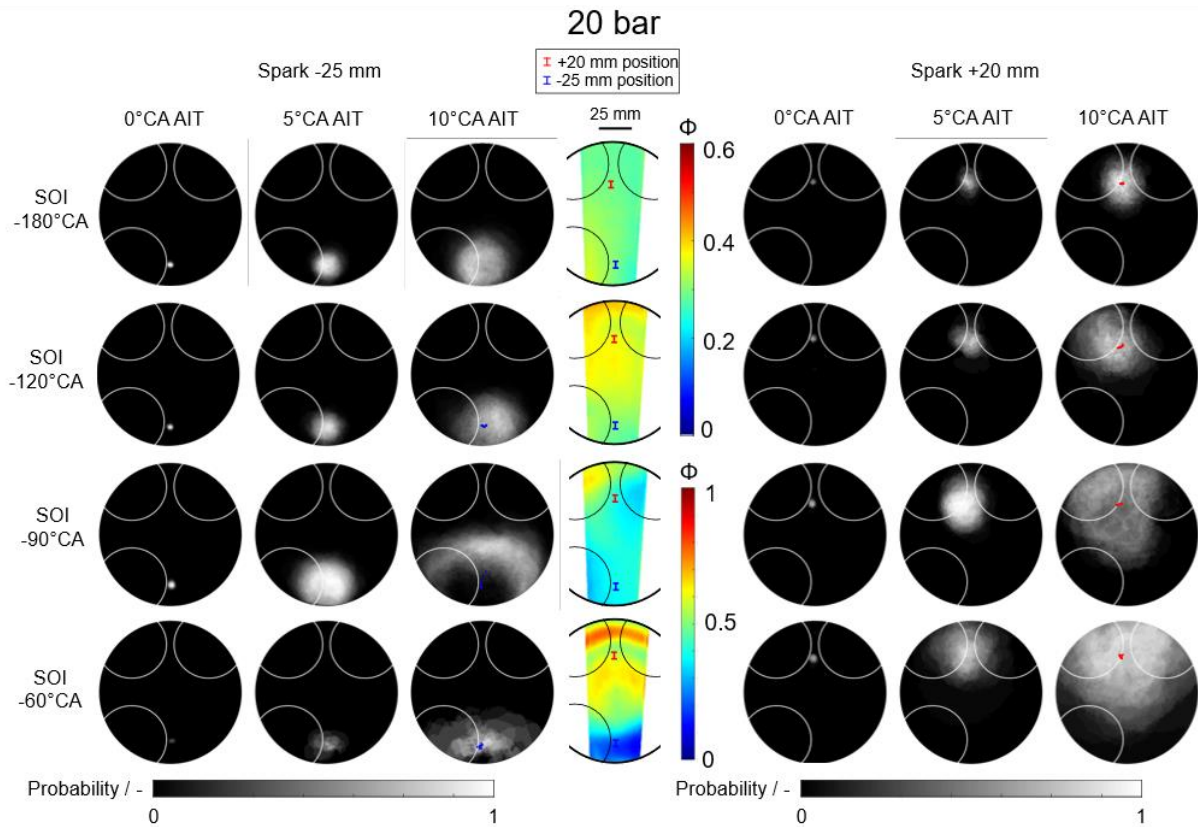 20 bar
Spark -25 mm
+20 mm position
-25 mm position
Spark +20 mm
0°CA AIT 5°CA AIT 10°CA AIT 25 mm Φ 0°CA AIT 5°CA AIT 10°CA AIT
0.6
SOI
-180°CA
0.4
0.2
SOI
-120°CA
0
Φ
1
SOI
-90°CA
0.5
SOI
-60°CA
0
Probability / -
0 1
Probability / -
0 1